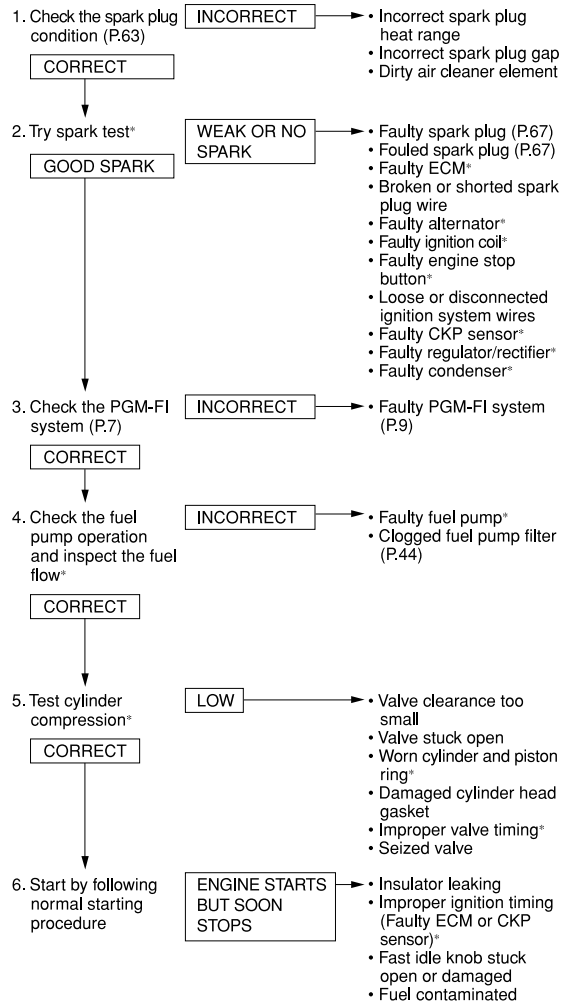 1. Check the spark plug
condition (P.63)
INCORRECT
• Incorrect spark plug
heat range
• Incorrect spark plug gap
• Dirty air cleaner element
CORRECT
2. Try spark test*
WEAK OR NO
SPARK
• Faulty spark plug (P.67)
• Fouled spark plug (P.67)
• Faulty ECM*
• Broken or shorted spark
plug wire
• Faulty alternator*
• Faulty ignition coil*
• Faulty engine stop
button*
• Loose or disconnected
ignition system wires
• Faulty CKP sensor*
• Faulty regulator/rectifier*
• Faulty condenser*
GOOD SPARK
3. Check the PGM-FI
system (P.7)
INCORRECT
• Faulty PGM-FI system
(P.9)
CORRECT
4. Check the fuel
pump operation
and inspect the fuel
flow*
INCORRECT
• Faulty fuel pump*
• Clogged fuel pump filter
(P.44)
CORRECT
5. Test cylinder
compression*
LOW
• Valve clearance too
small
• Valve stuck open
• Worn cylinder and piston
ring*
• Damaged cylinder head
gasket
• Improper valve timing*
• Seized valve
CORRECT
6. Start by following
normal starting
procedure
ENGINE STARTS
BUT SOON
STOPS
• Insulator leaking
• Improper ignition timing
(Faulty ECM or CKP
sensor)*
• Fast idle knob stuck
open or damaged
• Fuel contaminated